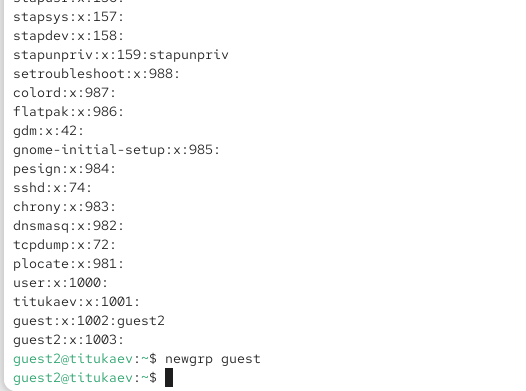 stapusr:x:156:
stapsys:x:157:
stapdev:x:158:
stapunpriv:x:159:stapunpriv
setroubleshoot:x:988:
colord:x:987:
flatpak:x:986:
gdm:x:42:
gnome-initial-setup:x:985:
pesign:x:984:
sshd:x:74:
chrony:x:983:
dnsmasq:x:982:
tcpdump:x:72:
plocate:x:981:
user:x:1000:
titukaev:x:1001:
guest:x:1002:guest2
guest2:x:1003:
guest2@titukaev:~$ newgrp guest
guest2@titukaev:~$